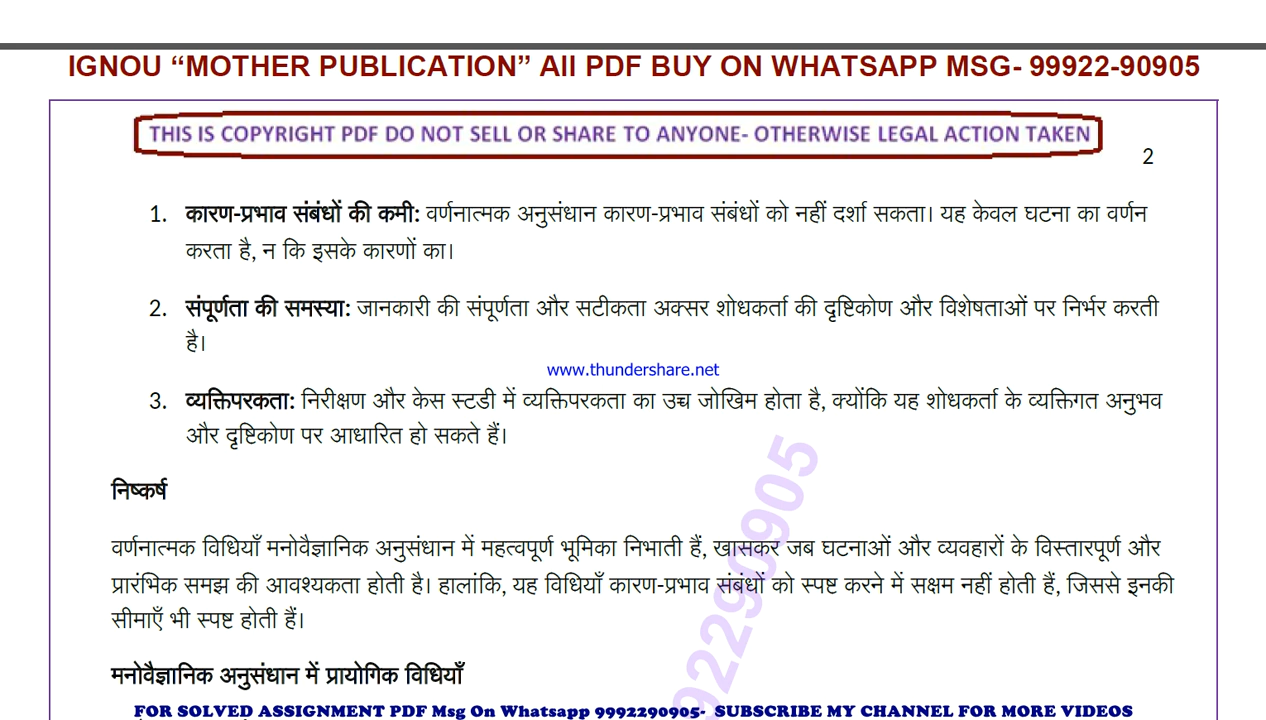 IGNOU “MOTHER PUBLICATION” All PDF BUY ON WHATSAPP MSG- 99922-90905
THIS IS COPYRIGHT PDF DO NOT SELL OR SHARE TO ANYONE- OTHERWISE LEGAL ACTION TAKEN
2
1. कारण-प्रभाव संबंधों की कमी: वर्णनात्मक अनुसंधान कारण-प्रभाव संबंधों को नहीं दर्शा सकता। यह केवल घटना का वर्णन
करता है, न कि इसके कारणों का।
2. संपूर्णता की समस्या: जानकारी की संपूर्णता और सटीकता अक्सर शोधकर्ता की दृष्टिकोण और विशेषताओं पर निर्भर करती
है।
www.thundershare.net
3. व्यक्तिपरकता: निरीक्षण और केस स्टडी में व्यक्तिपरकता का उच्च जोखिम होता है, क्योंकि यह शोधकर्ता के व्यक्तिगत अनुभव
और दृष्टिकोण पर आधारित हो सकते हैं।
निष्कर्ष
वर्णनात्मक विधियाँ मनोवैज्ञानिक अनुसंधान में महत्वपूर्ण भूमिका निभाती हैं, खासकर जब घटनाओं और व्यवहारों के विस्तारपूर्ण और
प्रारंभिक समझ की आवश्यकता होती है। हालांकि, यह विधियाँ कारण-प्रभाव संबंधों को स्पष्ट करने में सक्षम नहीं होती हैं, जिससे इनकी
सीमाएँ भी स्पष्ट होती हैं।
मनोवैज्ञानिक अनुसंधान में प्रायोगिक विधियाँ
FOR SOLVED ASSIGNMENT PDF Msg On Whatsapp 9992290905- SUBSCRIBE MY CHANNEL FOR MORE VIDEOS